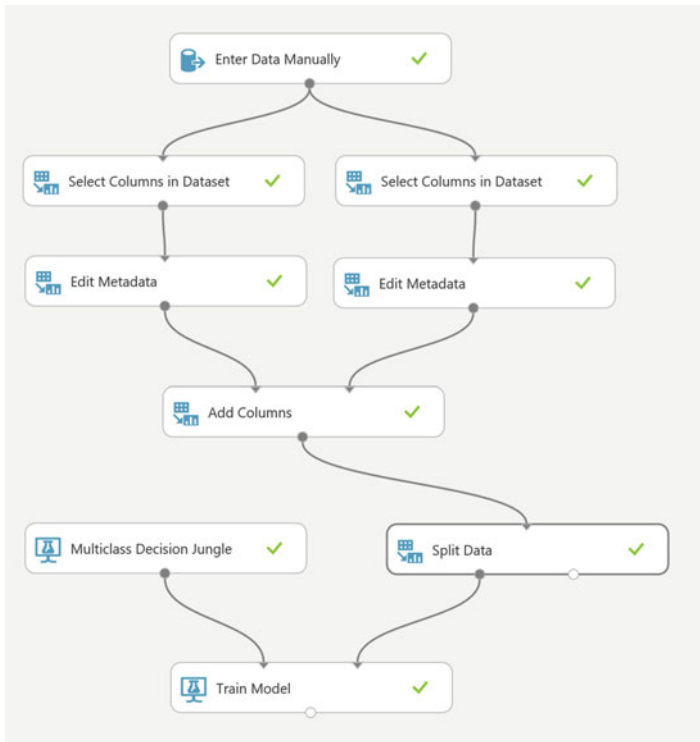 Enter Data Manually
Select Columns in Dataset
Select Columns in Dataset
Edit Metadata
Edit Metadata
Add Columns
Multiclass Decision Jungle
Split Data
Train Model